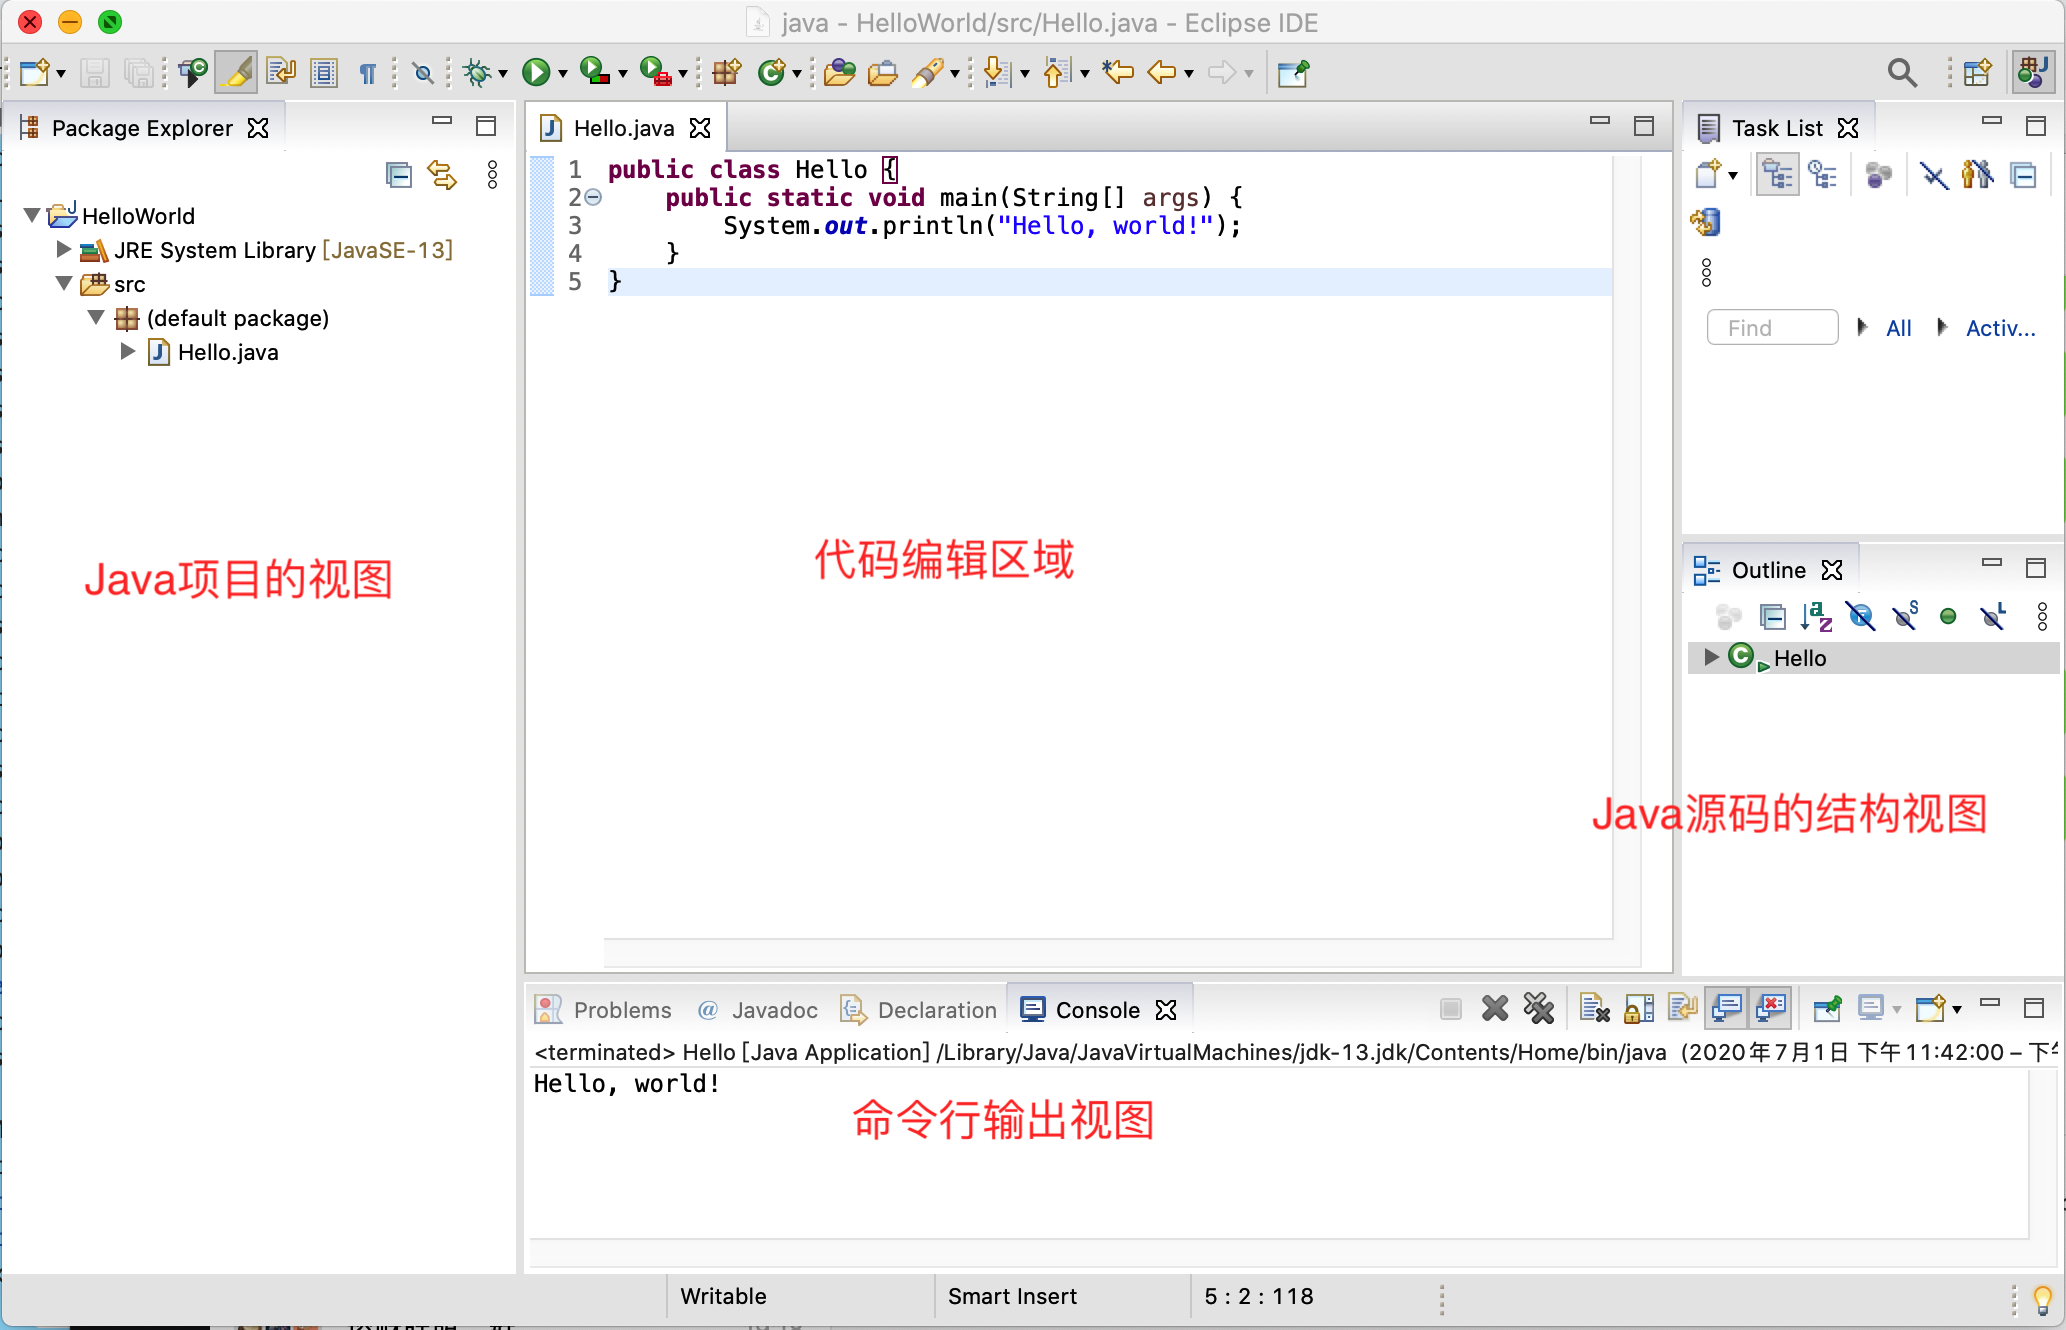 java - HelloWorld/src/Hello.java - Eclipse IDE
Package Explorer
HelloWorld
JRE System Library [JavaSE-13]
src
(default package)
Hello.java
Java项目的视图
Hello.java
1 public class Hello {
2     public static void main(String[] args) {
3         System.out.println("Hello, world!");
4     }
5 }
代码编辑区域
Task List
Find
All
Activ...
Outline
Hello
Java源码的结构视图
Problems
@ Javadoc
Declaration
Console
<terminated> Hello [Java Application] /Library/Java/JavaVirtualMachines/jdk-13.jdk/Contents/Home/bin/java (2020年7月1日 下午11:42:00 – 下
Hello, world!
命令行输出视图
Writable
Smart Insert
5 : 2 : 118